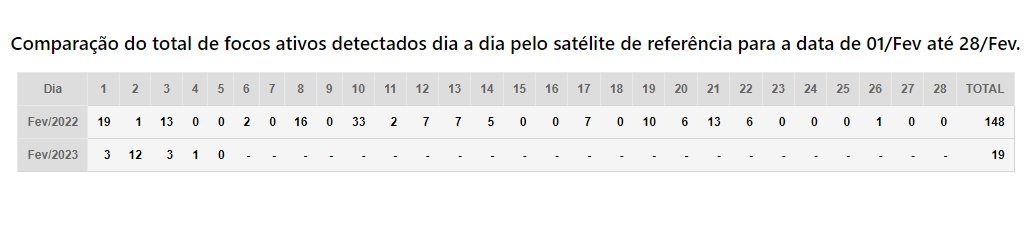 Comparação do total de focos ativos detectados dia a dia pelo satélite de referência para a data de 01/Fev até 28/Fev.
Dia 1 2 3 4 5 6 7 8 9 10 11 12 13 14 15 16 17 18 19 20 21 22 23 24 25 26 27 28 TOTAL
Fev/2022 19 1 13 0 0 2 0 16 0 33 2 7 7 5 0 0 7 0 10 6 13 6 0 0 0 1 0 0 148
Fev/2023 3 12 3 1 0 - - - - - - - - - - - - - - - - - - - - - - - 19